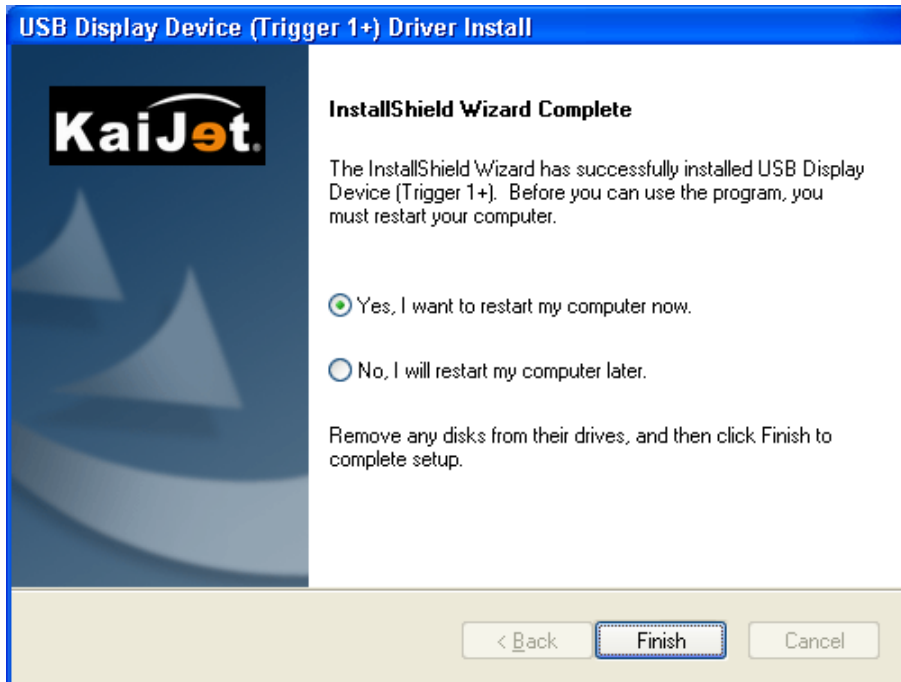 USB Display Device (Trigger 1+) Driver Install
KaiJet.
InstallShield Wizard Complete
The InstallShield Wizard has successfully installed USB Display
Device (Trigger 1+).  Before you can use the program, you
must restart your computer.
Yes, I want to restart my computer now.
No, I will restart my computer later.
Remove any disks from their drives, and then click Finish to
complete setup.
< Back
Finish
Cancel